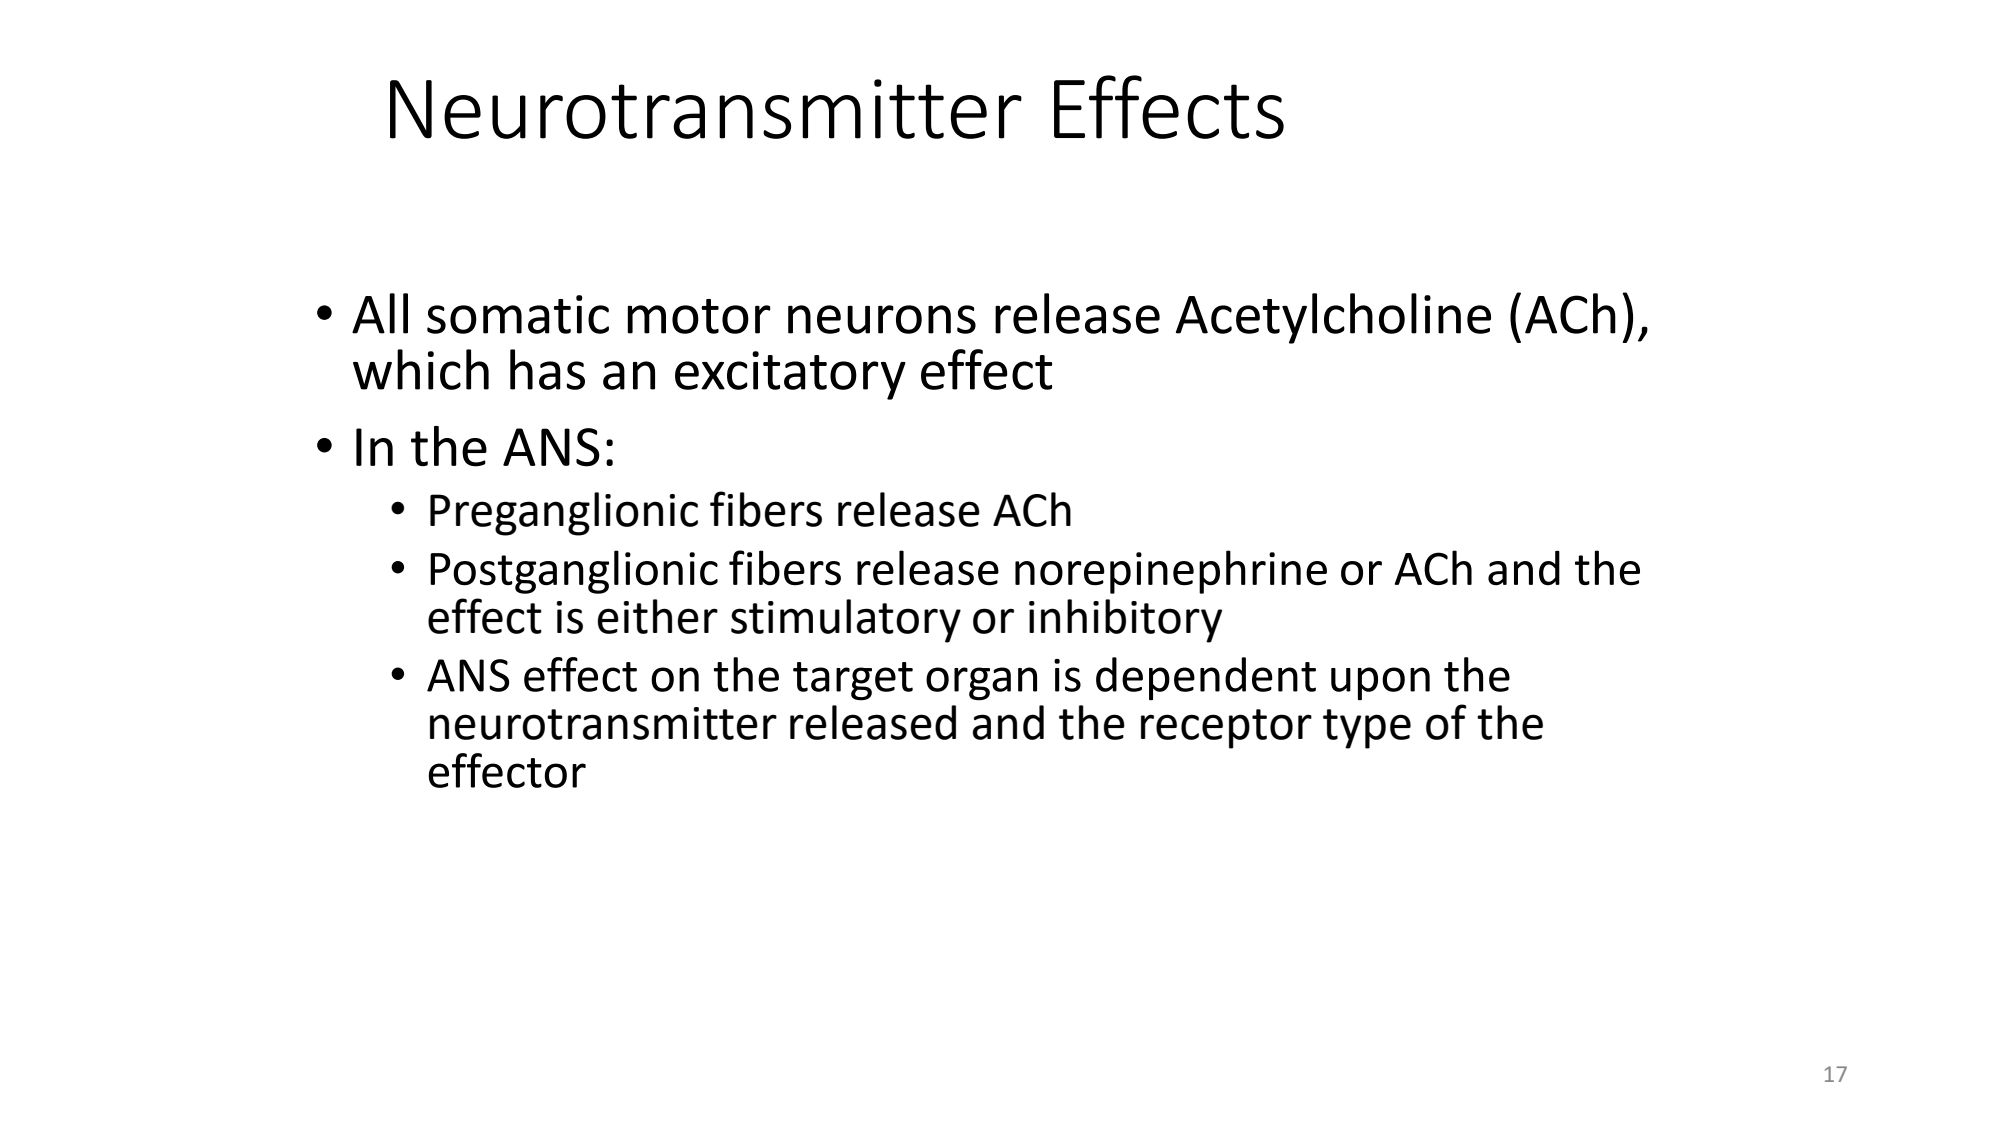 Neurotransmitter Effects
• All somatic motor neurons release Acetylcholine (ACh),
which has an excitatory effect
• In the ANS:
• Preganglionic fibers release ACh
• Postganglionic fibers release norepinephrine or ACh and the
effect is either stimulatory or inhibitory
• ANS effect on the target organ is dependent upon the
neurotransmitter released and the receptor type of the
effector
17